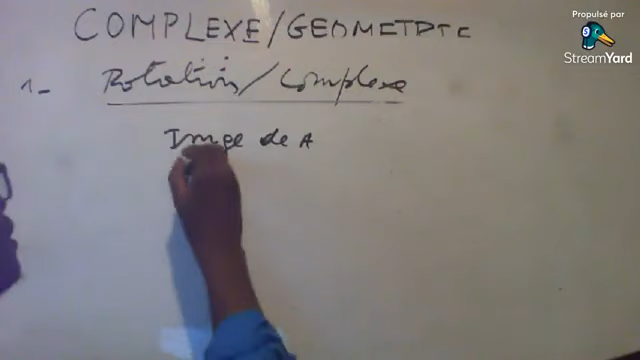 Propulsé par
StreamYard
COMPLEXE/GEOMETRIE
1- Rotation/Complexe
Image de A